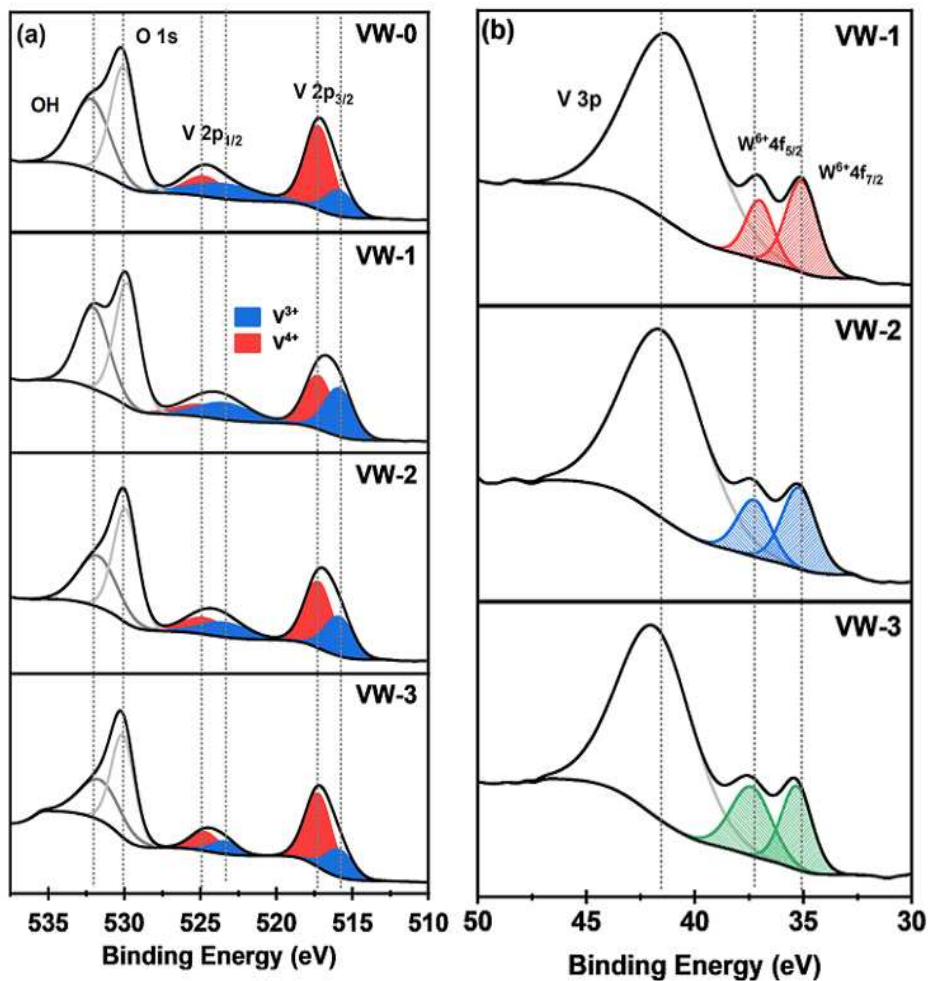 (a)
VW-0
O 1s
OH
V 2p3/2
V 2p1/2
VW-1
V3+
V4+
VW-2
VW-3
535 530 525 520 515 510
Binding Energy (eV)
(b)
VW-1
V 3p
W6+4f5/2
W6+4f7/2
VW-2
VW-3
50 45 40 35 30
Binding Energy (eV)